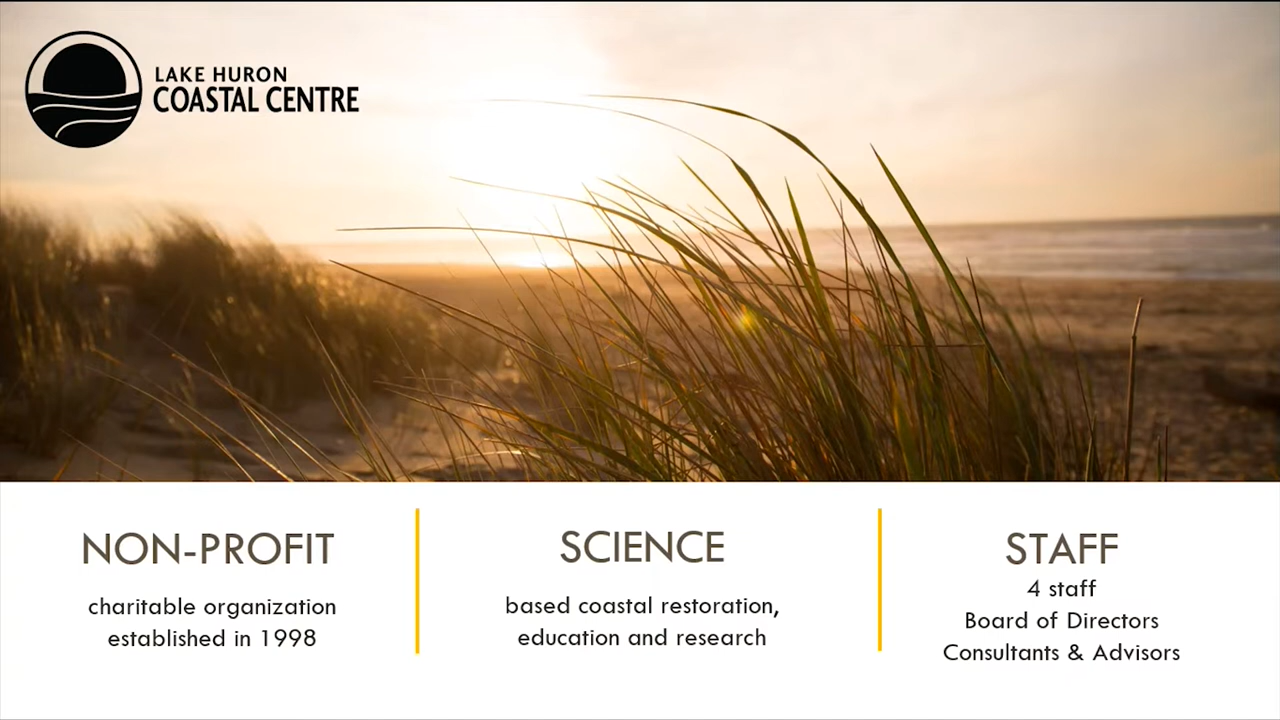 LAKE HURON
COASTAL CENTRE
NON-PROFIT
charitable organization
established in 1998
SCIENCE
based coastal restoration,
education and research
STAFF
4 staff
Board of Directors
Consultants & Advisors